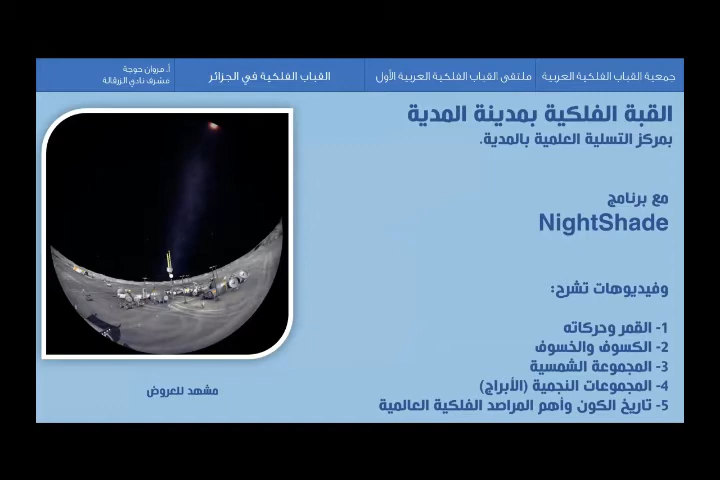 جمعية القباب الفلكية العربية
ملتقى القباب الفلكية العربية الأول
القباب الفلكية في الجزائر
أ. مروان حوحة
مشرف نادي الزرقالة
القبة الفلكية بمدينة المدية
بمركز التسلية العلمية بالمدية.
مع برنامج
NightShade
وفيديوهات تشرح:
1- القمر وحركاته
2- الكسوف والخسوف
3- المجموعة الشمسية
4- المجموعات النجمية (الأبراج)
5- تاريخ الكون وأهم المراصد الفلكية العالمية
مشهد للعروض